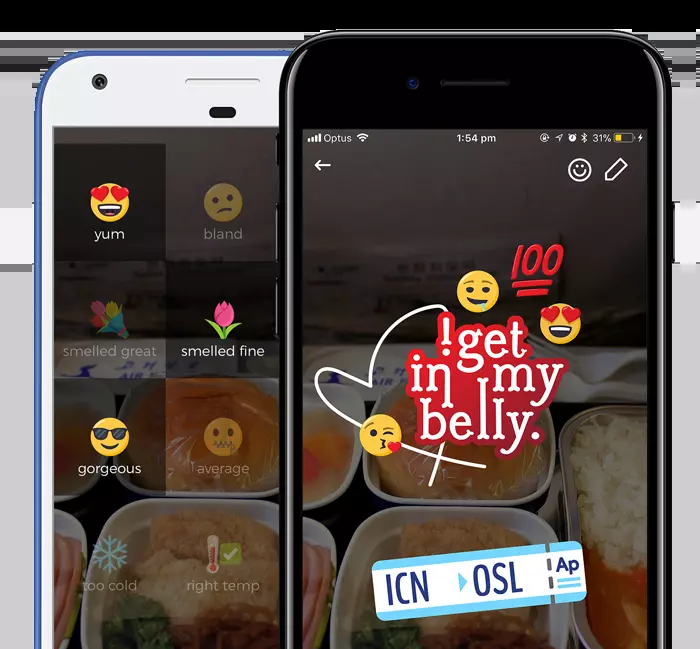 yum
bland
smelled great
smelled fine
gorgeous
average
too cold
right temp
Optus
1:54 pm
31%
100
! get
in my
belly.
ICN OSL
Ap